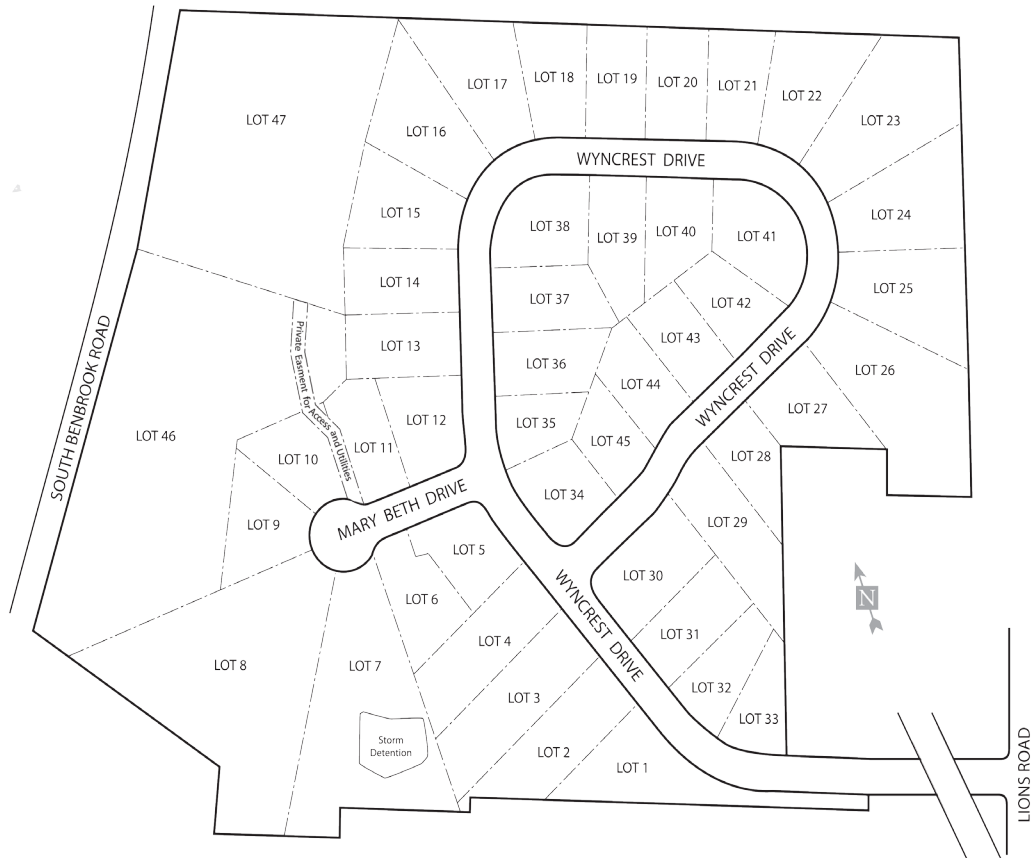 LOT 17
LOT 18
LOT 19
LOT 20
LOT 21
LOT 22
LOT 47
LOT 16
LOT 23
WYNCREST DRIVE
LOT 15
LOT 38
LOT 39
LOT 40
LOT 41
LOT 24
LOT 14
LOT 37
LOT 42
LOT 25
LOT 13
LOT 43
LOT 36
LOT 44
WYNCREST DRIVE
LOT 26
SOUTH BENBROOK ROAD
Private Easment for Access and Utilities
LOT 46
LOT 12
LOT 11
LOT 35
LOT 45
LOT 27
LOT 10
LOT 28
LOT 9
MARY BETH DRIVE
LOT 34
LOT 29
LOT 5
LOT 6
LOT 30
WYNCREST DRIVE
N
LOT 8
LOT 7
LOT 4
LOT 31
LOT 3
LOT 32
LOT 33
Storm
Detention
LOT 2
LOT 1
LIONS ROAD